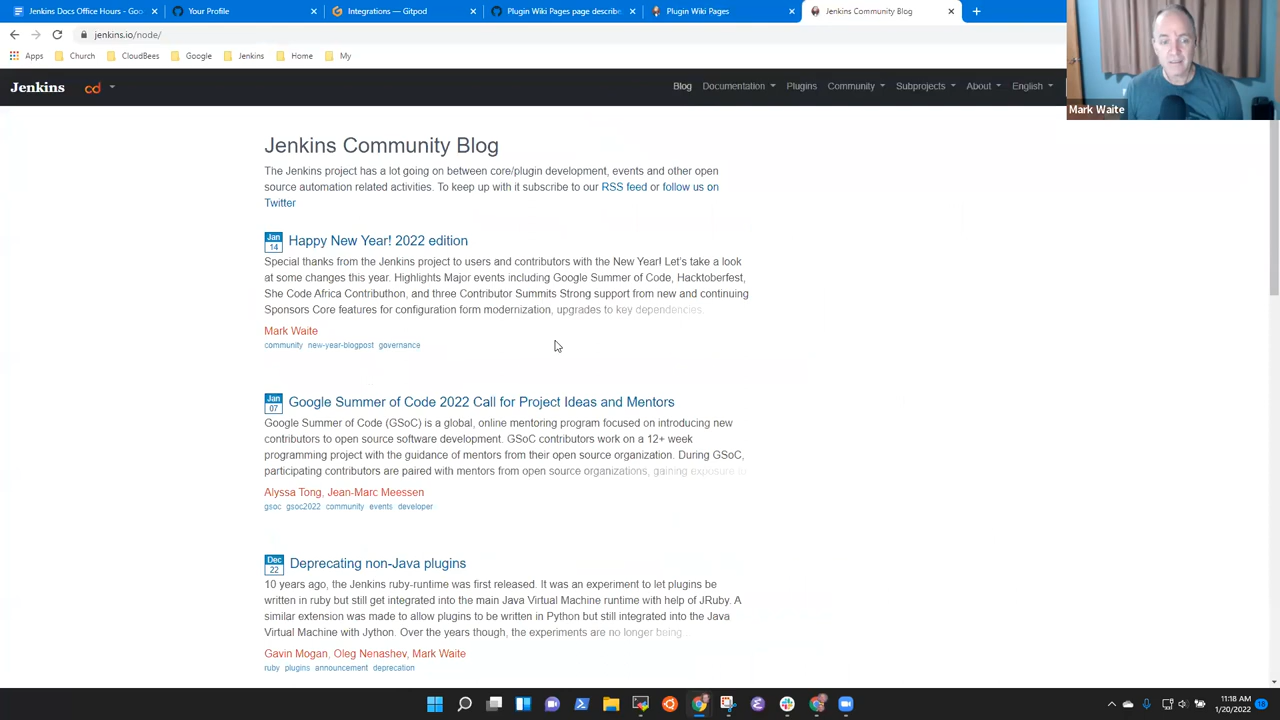 Jenkins Docs Office Hours - Goo
Your Profile
Integrations — Gitpod
Plugin Wiki Pages page describe
Plugin Wiki Pages
Jenkins Community Blog
jenkins.io/node/
Apps
Church
CloudBees
Google
Jenkins
Home
My
Jenkins
cd
Blog
Documentation
Plugins
Community
Subprojects
About
English
Mark Waite
Jenkins Community Blog
The Jenkins project has a lot going on between core/plugin development, events and other open
source automation related activities. To keep up with it subscribe to our RSS feed or follow us on
Twitter
Jan
14
Happy New Year! 2022 edition
Special thanks from the Jenkins project to users and contributors with the New Year! Let's take a look
at some changes this year. Highlights Major events including Google Summer of Code, Hacktoberfest,
She Code Africa Contributhon, and three Contributor Summits Strong support from new and continuing
Sponsors Core features for configuration form modernization, upgrades to key dependencies.
Mark Waite
community new-year-blogpost governance
Jan
07
Google Summer of Code 2022 Call for Project Ideas and Mentors
Google Summer of Code (GSoC) is a global, online mentoring program focused on introducing new
contributors to open source software development. GSoC contributors work on a 12+ week
programming project with the guidance of mentors from their open source organization. During GSoC,
participating contributors are paired with mentors from open source organizations, gaining exposure to
Alyssa Tong, Jean-Marc Meessen
gsoc gsoc2022 community events developer
Dec
22
Deprecating non-Java plugins
10 years ago, the Jenkins ruby-runtime was first released. It was an experiment to let plugins be
written in ruby but still get integrated into the main Java Virtual Machine runtime with help of JRuby. A
similar extension was made to allow plugins to be written in Python but still integrated into the Java
Virtual Machine with Jython. Over the years though, the experiments are no longer being
Gavin Mogan, Oleg Nenashev, Mark Waite
ruby plugins announcement deprecation
11:18 AM
1/20/2022